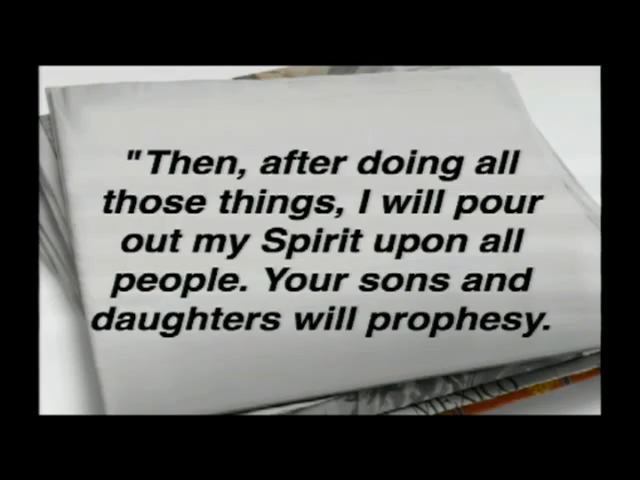 "Then, after doing all
those things, I will pour
out my Spirit upon all
people. Your sons and
daughters will prophesy.
MEXICO